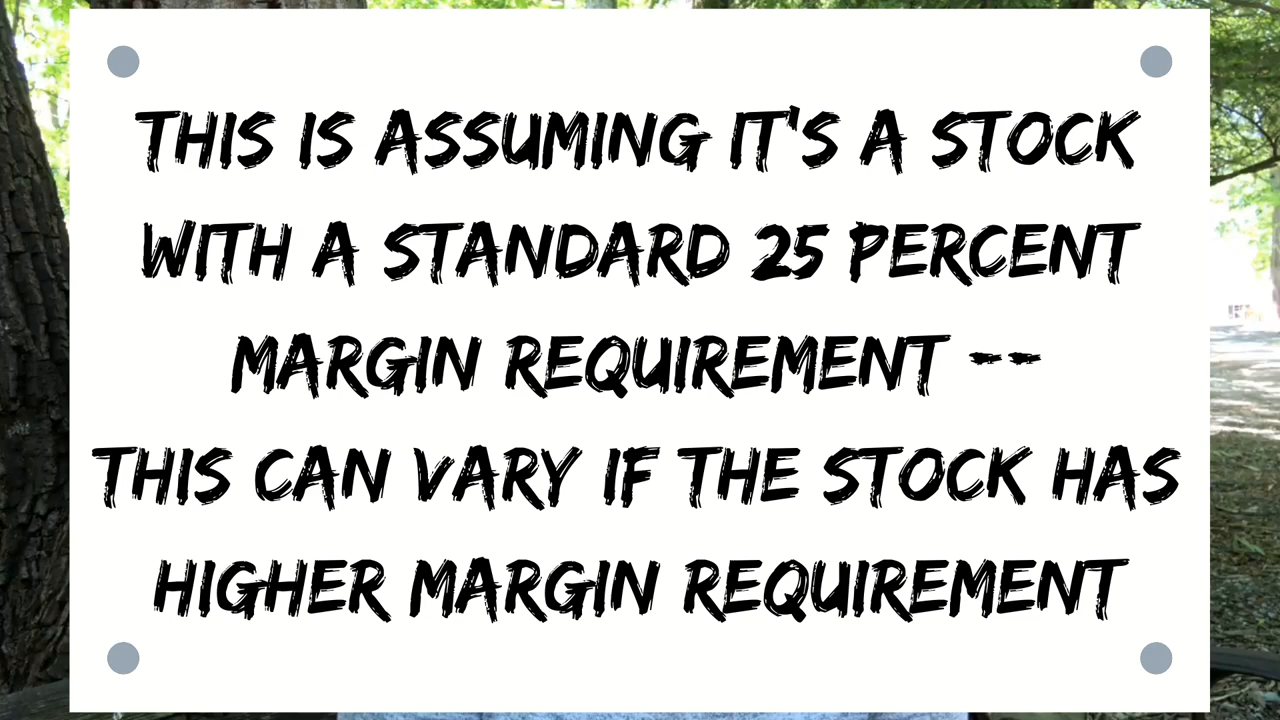 THIS IS ASSUMING IT'S A STOCK
WITH A STANDARD 25 PERCENT
MARGIN REQUIREMENT --
THIS CAN VARY IF THE STOCK HAS
HIGHER MARGIN REQUIREMENT